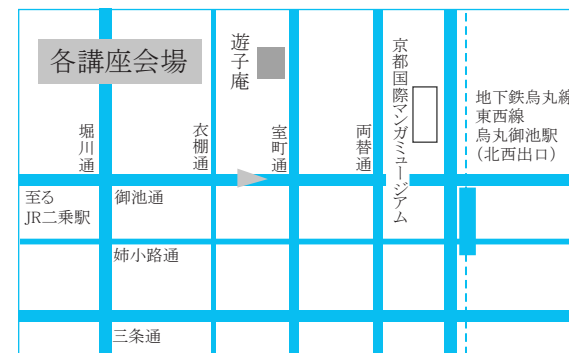 各講座会場
遊子庵
京都国際マンガミュージアム
地下鉄烏丸線
東西線
烏丸御池駅
(北西出口)
堀川通
衣棚通
室町通
両替通
至る
JR二乗駅
御池通
姉小路通
三条通